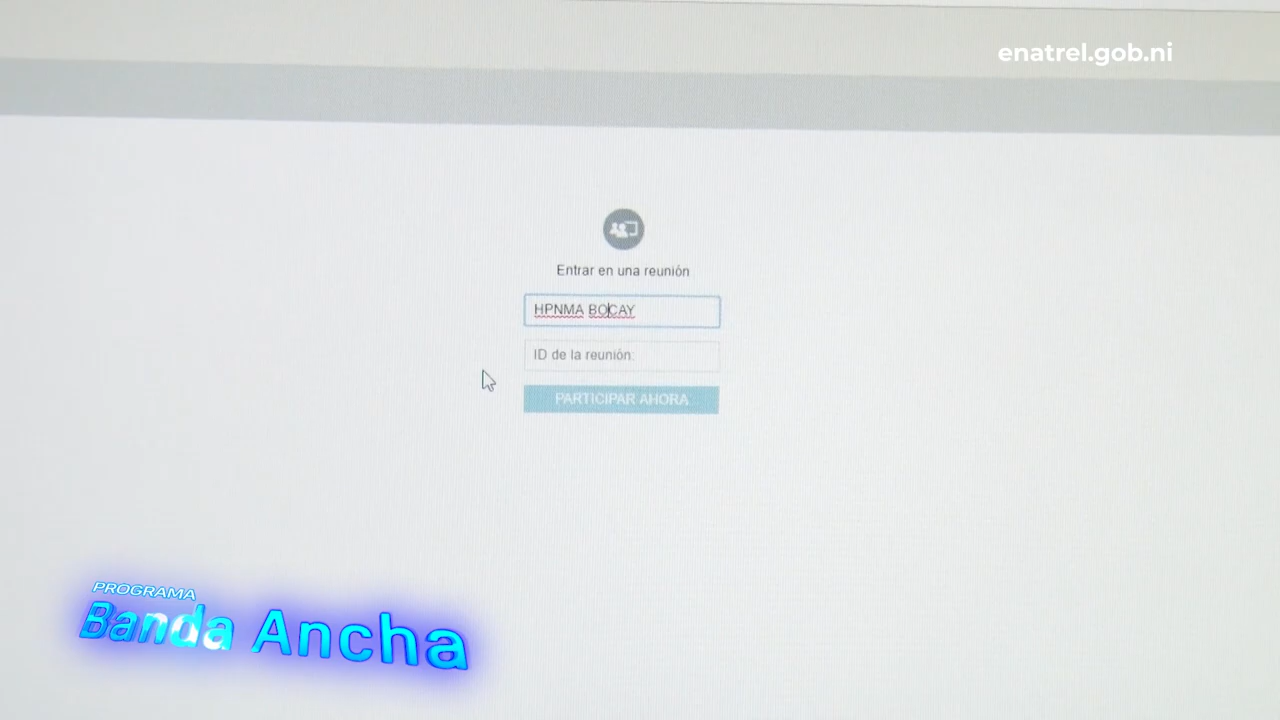 enatrel.gob.ni
Entrar en una reunión
HPNMA BOCAY
ID de la reunión:
PARTICIPAR AHORA
PROGRAMA
Banda Ancha